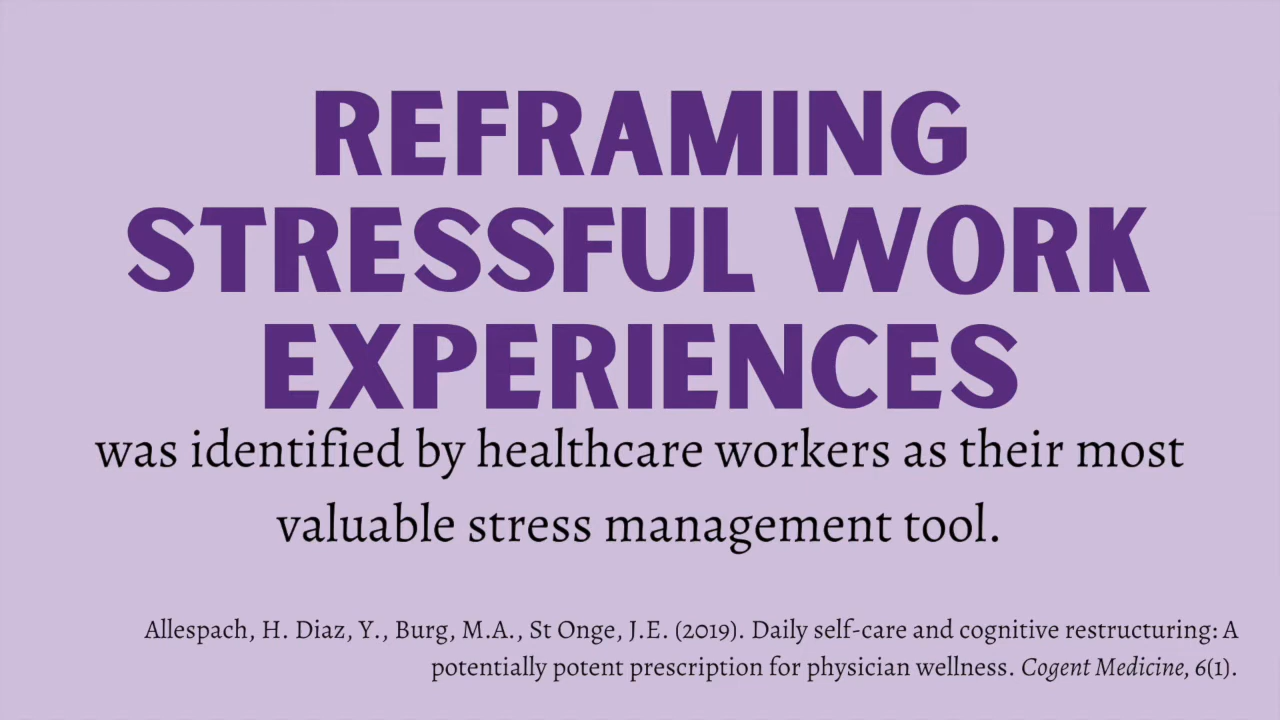 REFRAMING
STRESSFUL WORK
EXPERIENCES
was identified by healthcare workers as their most
valuable stress management tool.
Allespach, H. Diaz, Y., Burg, M.A., St Onge, J.E. (2019). Daily self-care and cognitive restructuring: A
potentially potent prescription for physician wellness. Cogent Medicine, 6(1).